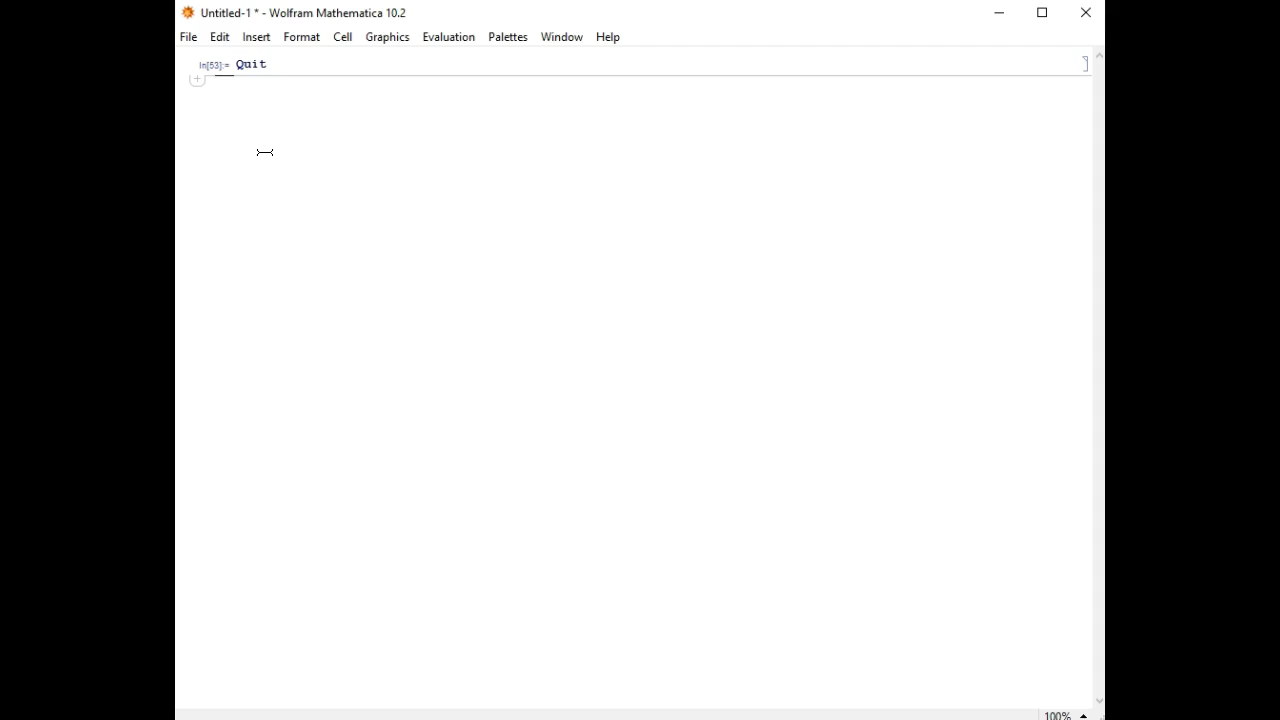 Untitled-1 * - Wolfram Mathematica 10.2
File Edit Insert Format Cell Graphics Evaluation Palettes Window Help
In[53]:= Quit
+
100%